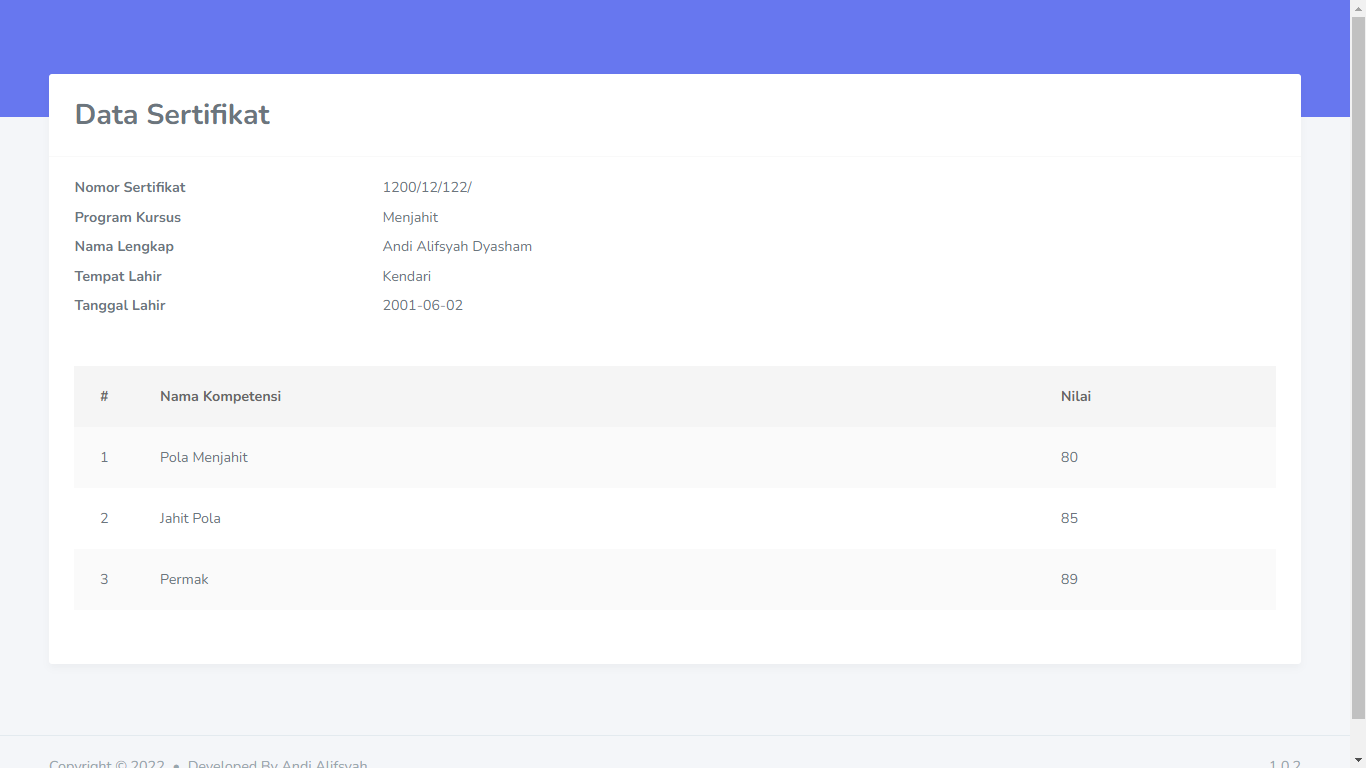 Data Sertifikat
Nomor Sertifikat 1200/12/122/
Program Kursus Menjahit
Nama Lengkap Andi Alifsyah Dyasham
Tempat Lahir Kendari
Tanggal Lahir 2001-06-02
# Nama Kompetensi Nilai
1 Pola Menjahit 80
2 Jahit Pola 85
3 Permak 89
Copyright © 2022 • Developed By Andi Alifsyah 1.0.2